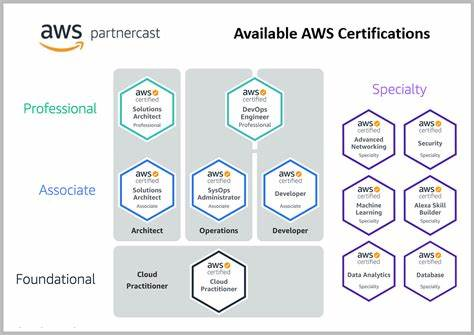 aws partnercast
Available AWS Certifications
Professional
aws
certified
Solutions
Architect
Professional
aws
certified
DevOps
Engineer
Professional
Specialty
aws
certified
Advanced
Networking
Specialty
aws
certified
Security
Specialty
Associate
aws
certified
Solutions
Architect
Associate
aws
certified
SysOps
Administrator
Associate
aws
certified
Developer
Associate
aws
certified
Machine
Learning
Specialty
aws
certified
Alexa Skill
Builder
Specialty
Architect
Operations
Developer
Foundational
Cloud
Practitioner
aws
certified
Cloud
Practitioner
aws
certified
Data Analytics
Specialty
aws
certified
Database
Specialty